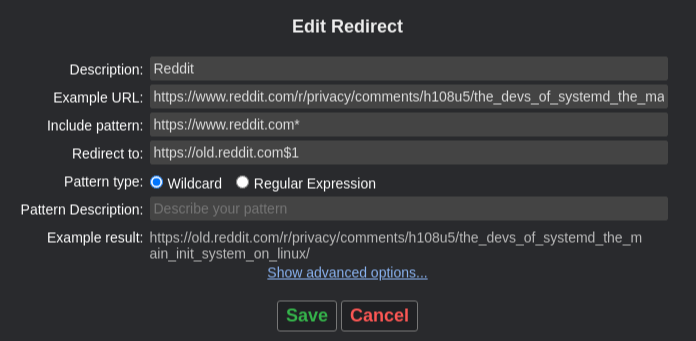 Edit Redirect
Description: Reddit
Example URL: https://www.reddit.com/r/privacy/comments/h108u5/the_devs_of_systemd_the_ma
Include pattern: https://www.reddit.com*
Redirect to: https://old.reddit.com$1
Pattern type: Wildcard Regular Expression
Pattern Description: Describe your pattern
Example result: https://old.reddit.com/r/privacy/comments/h108u5/the_devs_of_systemd_the_m
ain_init_system_on_linux/
Show advanced options...
Save Cancel